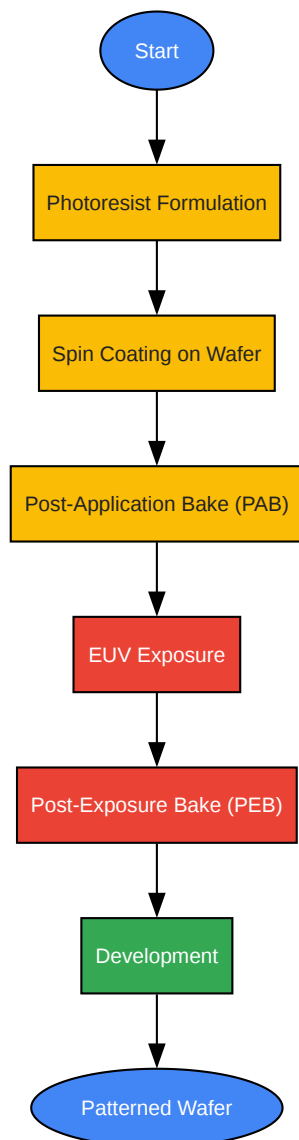 Start
Photoresist Formulation
Spin Coating on Wafer
Post-Application Bake (PAB)
EUV Exposure
Post-Exposure Bake (PEB)
Development
Patterned Wafer